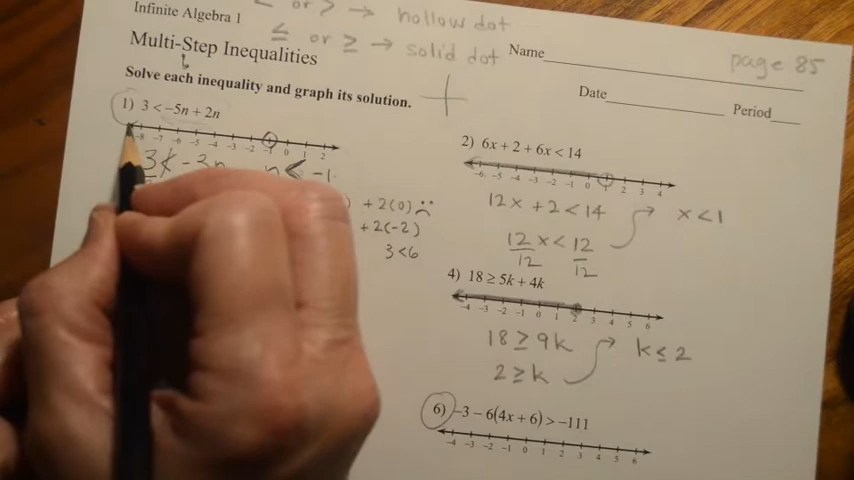 Infinite Algebra 1
< or > → hollow dot
≤ or ≥ → solid dot
Multi-Step Inequalities
Name
page 85
Date
Period
Solve each inequality and graph its solution.
1) 3 < -5n + 2n
-8 -7 -6 -5 -4 -3 -2 -1 0 1 2
3 < -3n
n < -1
+ 2(0)
+ 2(-2)
3 < 6
2) 6x + 2 + 6x < 14
-6 -5 -4 -3 -2 -1 0 1 2 3 4
12x + 2 < 14
x < 1
12x < 12
12 12
4) 18 ≥ 5k + 4k
-4 -3 -2 -1 0 1 2 3 4 5 6
18 ≥ 9k
k ≤ 2
2 ≥ k
6) -3 - 6(4x + 6) > -111
-4 -3 -2 -1 0 1 2 3 4 5 6